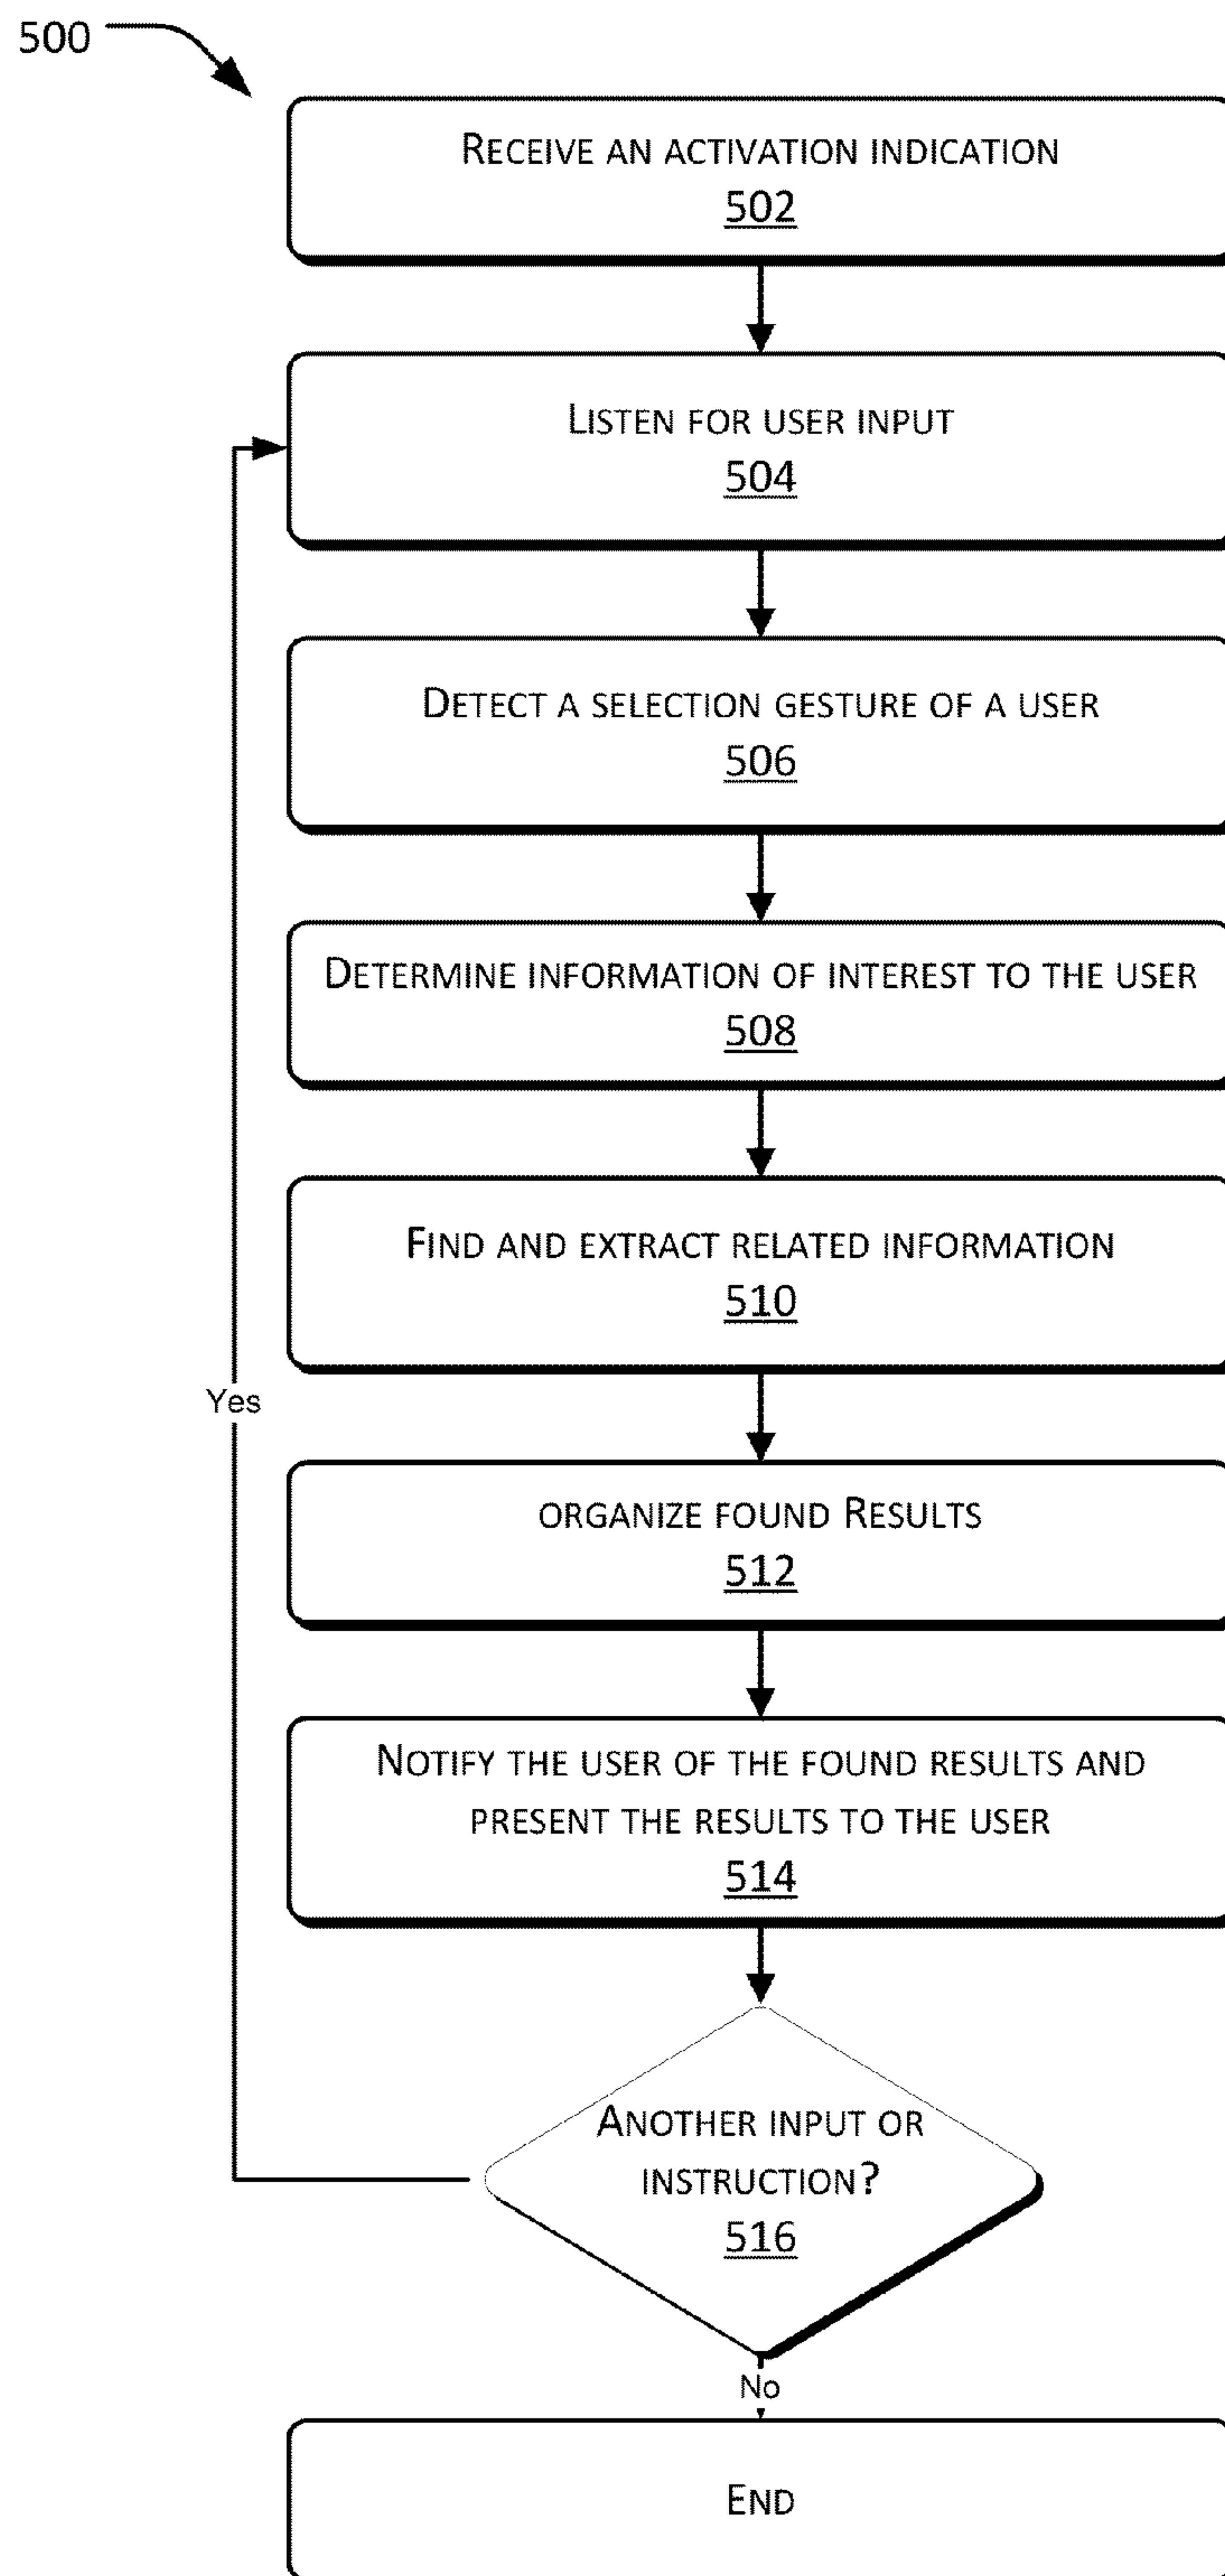 500
RECEIVE AN ACTIVATION INDICATION
502
LISTEN FOR USER INPUT
504
DETECT A SELECTION GESTURE OF A USER
506
DETERMINE INFORMATION OF INTEREST TO THE USER
508
FIND AND EXTRACT RELATED INFORMATION
510
Yes
ORGANIZE FOUND RESULTS
512
NOTIFY THE USER OF THE FOUND RESULTS AND
PRESENT THE RESULTS TO THE USER
514
ANOTHER INPUT OR
INSTRUCTION?
516
No
END